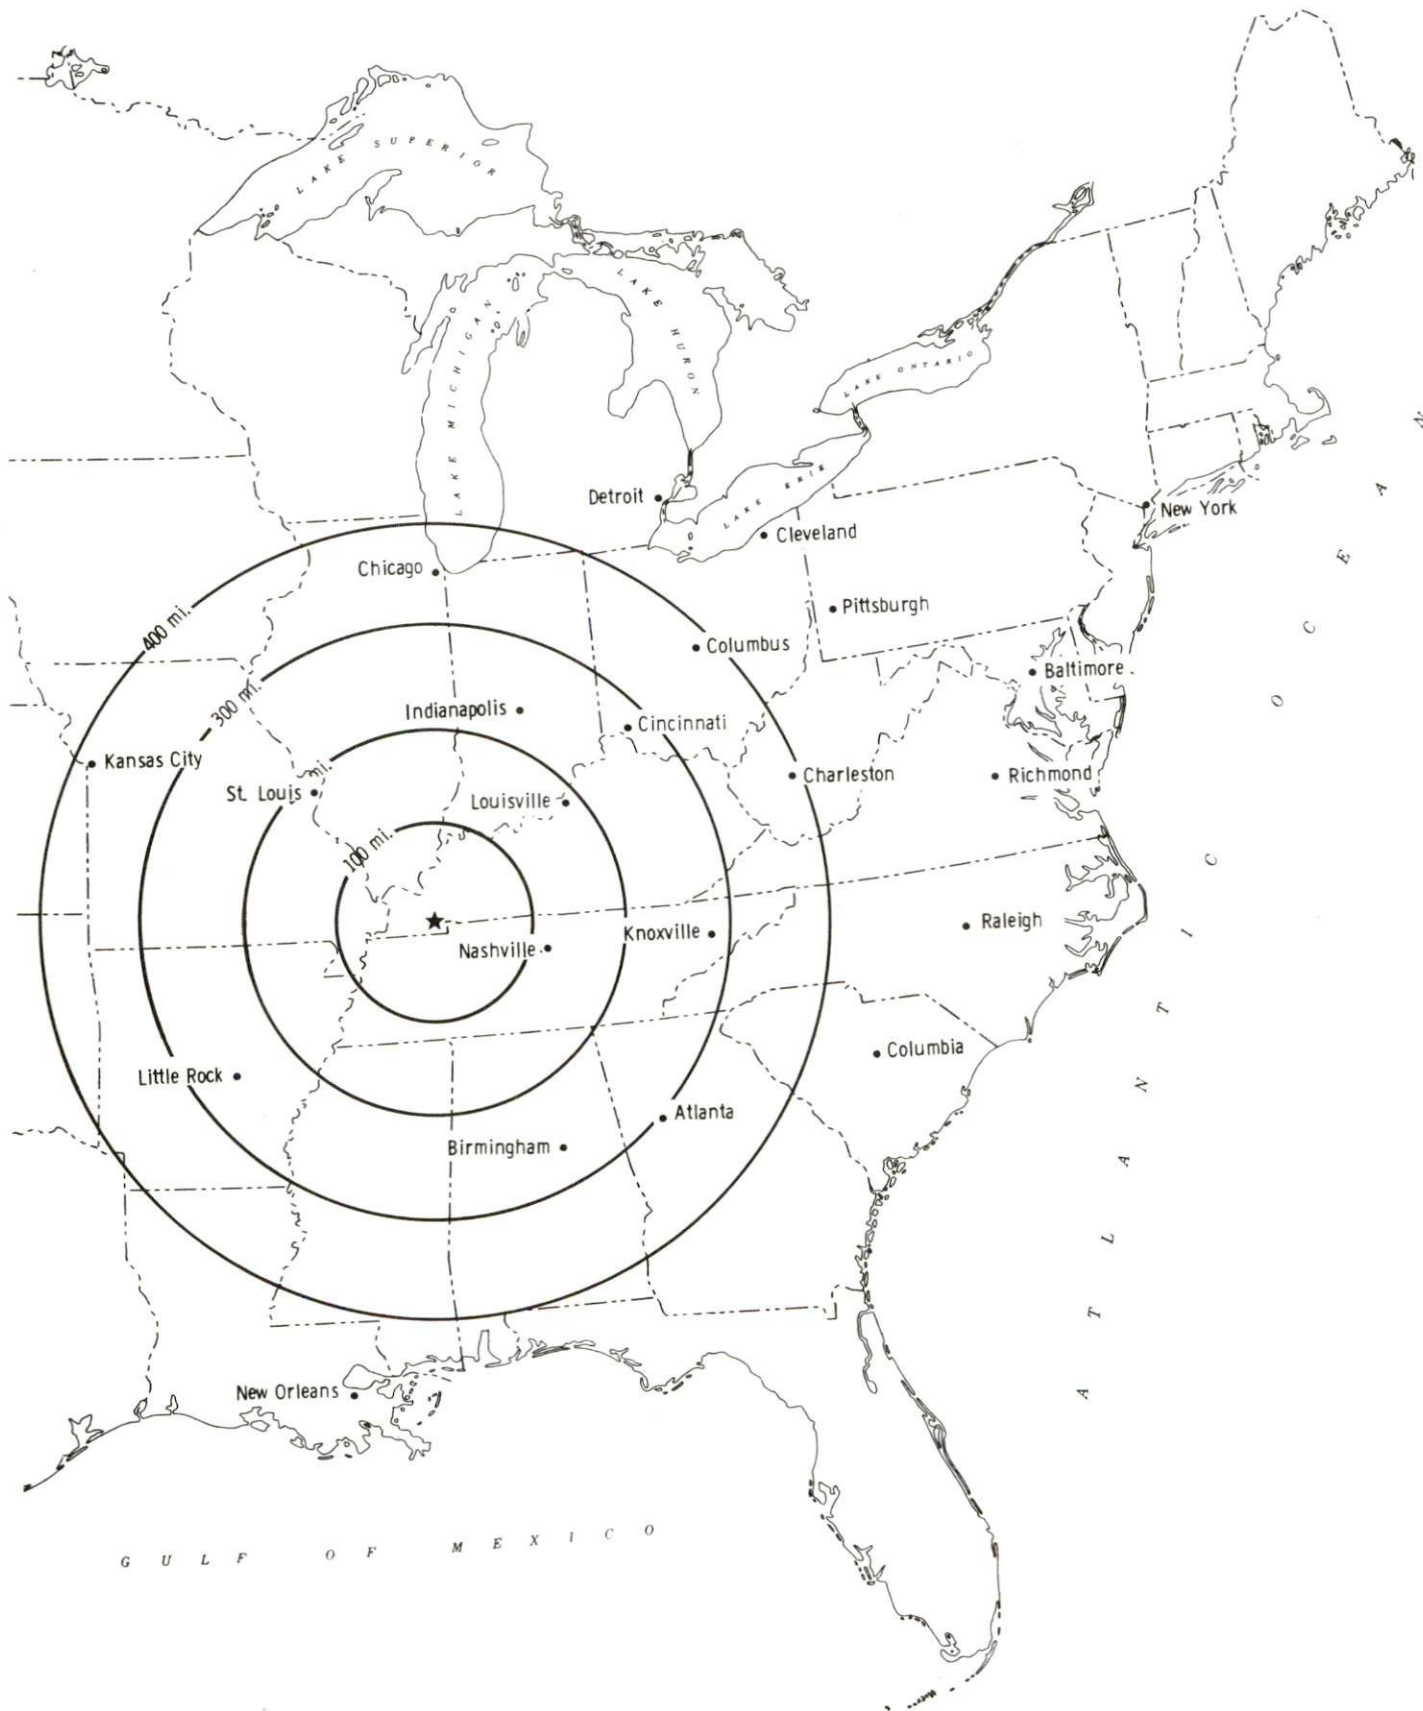 LAKE SUPERIOR
LAKE MICHIGAN
LAKE HURON
LAKE ONTARIO
LAKE ERIE
Detroit
Cleveland
New York
Chicago
Pittsburgh
400 mi.
Columbus
Baltimore
300 mi.
Indianapolis
Cincinnati
Kansas City
mi.
Charleston
Richmond
St. Louis
Louisville
100 mi.
Raleigh
Knoxville
Nashville
Columbia
Little Rock
Atlanta
Birmingham
New Orleans
ATLANTIC OCEAN
GULF OF MEXICO